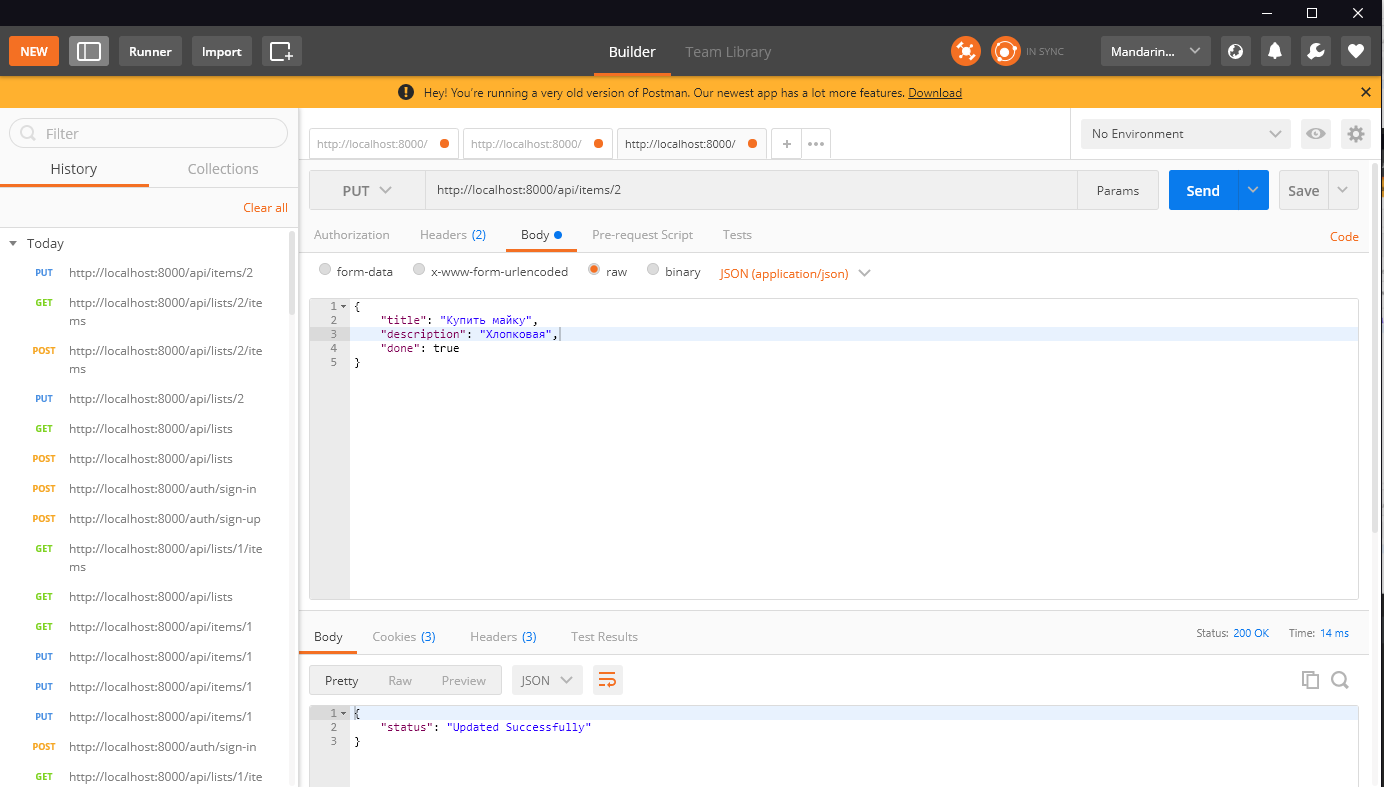 NEW Runner Import Builder Team Library IN SYNC Mandarin...
Hey! You're running a very old version of Postman. Our newest app has a lot more features. Download
Filter
History Collections
Clear all
Today
PUT http://localhost:8000/api/items/2
GET http://localhost:8000/api/lists/2/ite
ms
POST http://localhost:8000/api/lists/2/ite
ms
PUT http://localhost:8000/api/lists/2
GET http://localhost:8000/api/lists
POST http://localhost:8000/api/lists
POST http://localhost:8000/auth/sign-in
POST http://localhost:8000/auth/sign-up
GET http://localhost:8000/api/lists/1/ite
ms
GET http://localhost:8000/api/lists
GET http://localhost:8000/api/items/1
PUT http://localhost:8000/api/items/1
PUT http://localhost:8000/api/items/1
PUT http://localhost:8000/api/items/1
POST http://localhost:8000/auth/sign-in
GET http://localhost:8000/api/lists/1/ite
http://localhost:8000/ http://localhost:8000/ http://localhost:8000/ + •••
No Environment
PUT http://localhost:8000/api/items/2 Params Send Save
Authorization Headers (2) Body Pre-request Script Tests Code
form-data x-www-form-urlencoded raw binary JSON (application/json)
1 {
2 "title": "Купить майку",
3 "description": "Хлопковая",
4 "done": true
5 }
Body Cookies (3) Headers (3) Test Results Status: 200 OK Time: 14 ms
Pretty Raw Preview JSON
1 {
2 "status": "Updated Successfully"
3 }